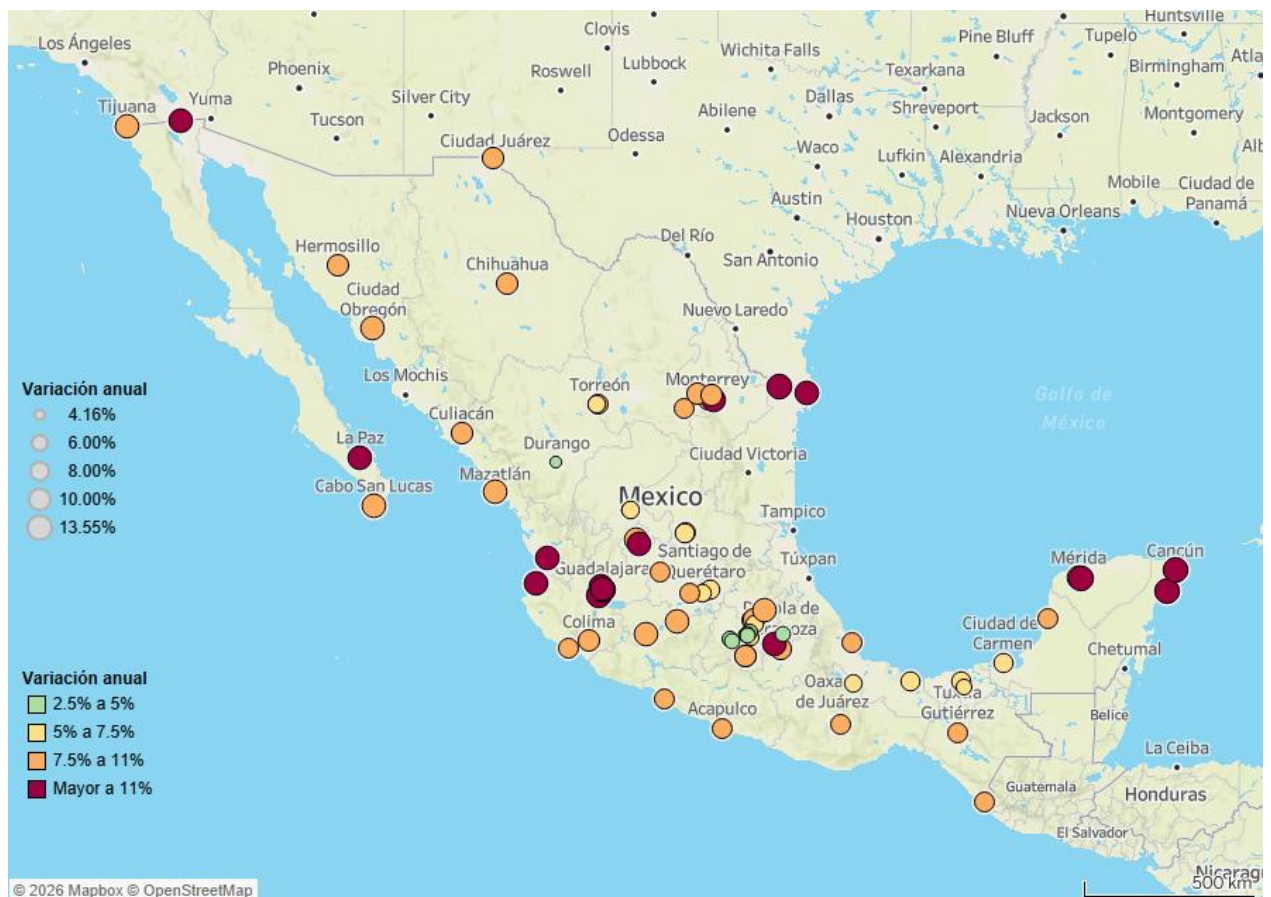 Los Ángeles
Phoenix
Yuma
Tijuana
Tucson
Silver City
Clovis
Roswell
Lubbock
Wichita Falls
Abilene
Odessa
Dallas
Waco
Texarkana
Shreveport
Pine Bluff
Huntsville
Tupelo
Atla
Birmingham
Jackson
Montgomery
Alb
Lufkin
Alexandria
Mobile
Ciudad de
Panamá
Nueva Orleans
Austin
Houston
San Antonio
Del Río
Nuevo Laredo
Ciudad Juárez
Hermosillo
Chihuahua
Ciudad
Obregón
Los Mochis
Torreón
Monterrey
Culiacán
Durango
Ciudad Victoria
La Paz
Cabo San Lucas
Mazatlán
Mexico
Tampico
Golfo de
México
Santiago de
Querétaro
Guadalajara
Túxpan
Mérida
Cancún
Colima
Ciudad de
Carmen
Chetumal
Acapulco
Oaxa
de Juárez
Tuxtla
Gutiérrez
Belice
La Ceiba
Guatemala
Honduras
El Salvador
Nicarag
Variación anual
4.16%
6.00%
8.00%
10.00%
13.55%
Variación anual
2.5% a 5%
5% a 7.5%
7.5% a 11%
Mayor a 11%
© 2026 Mapbox © OpenStreetMap
500 km